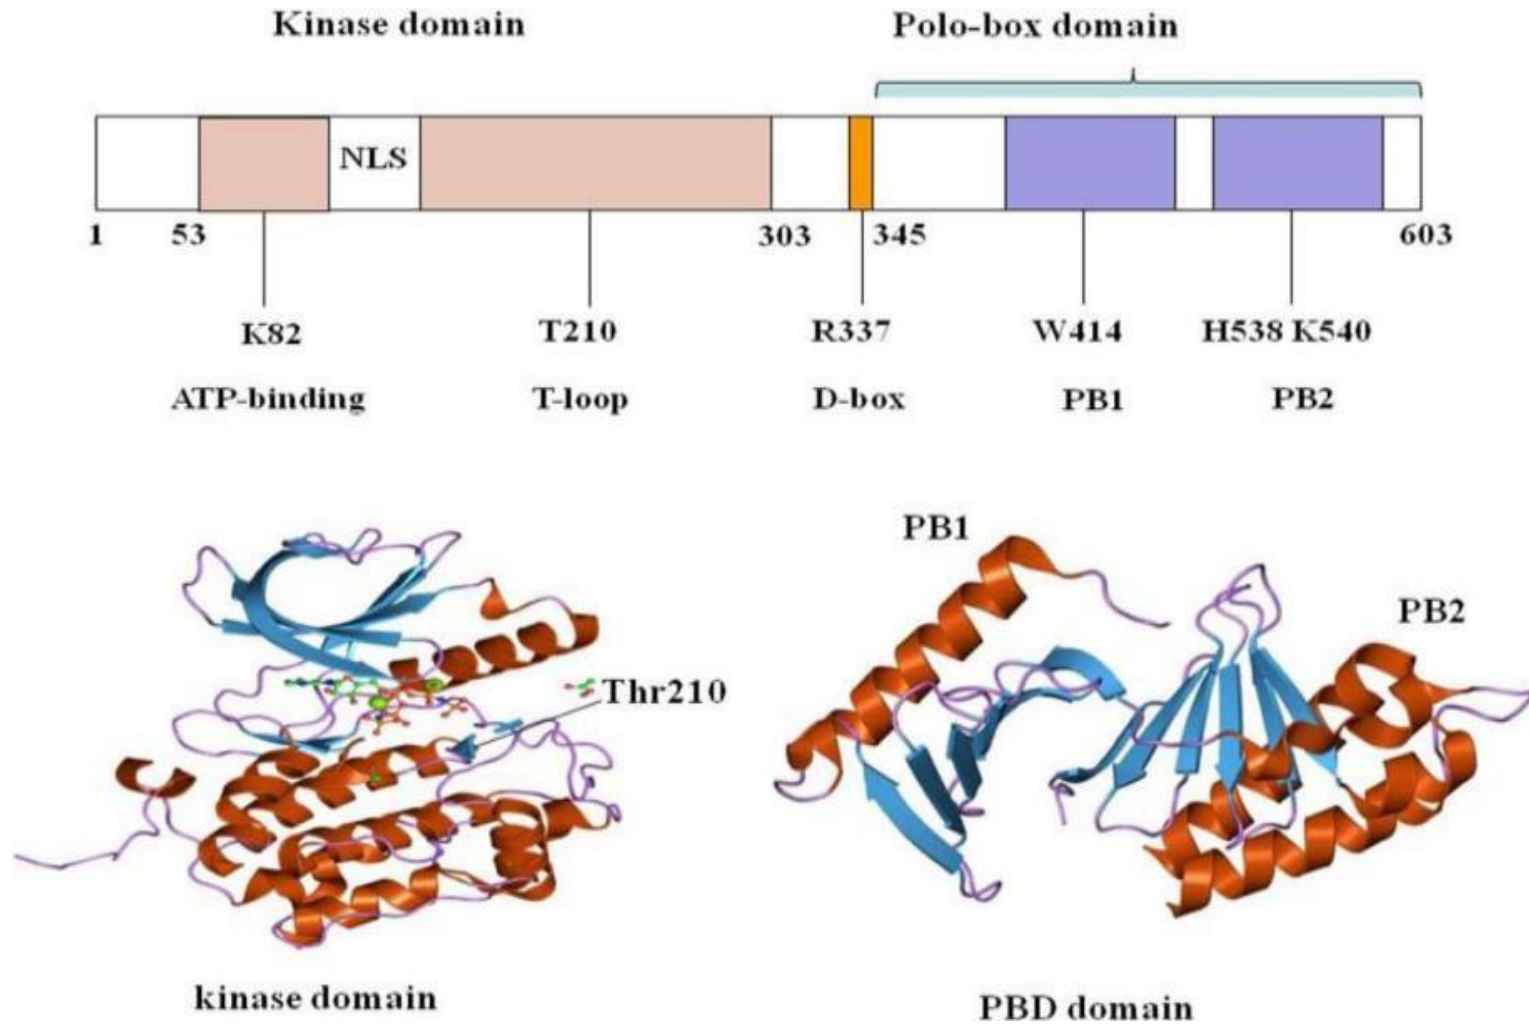 Kinase domain Polo-box domain
NLS
1 53 303 345 603
K82 T210 R337 W414 H538 K540
ATP-binding T-loop D-box PB1 PB2
PB1
PB2
Thr210
kinase domain
PBD domain